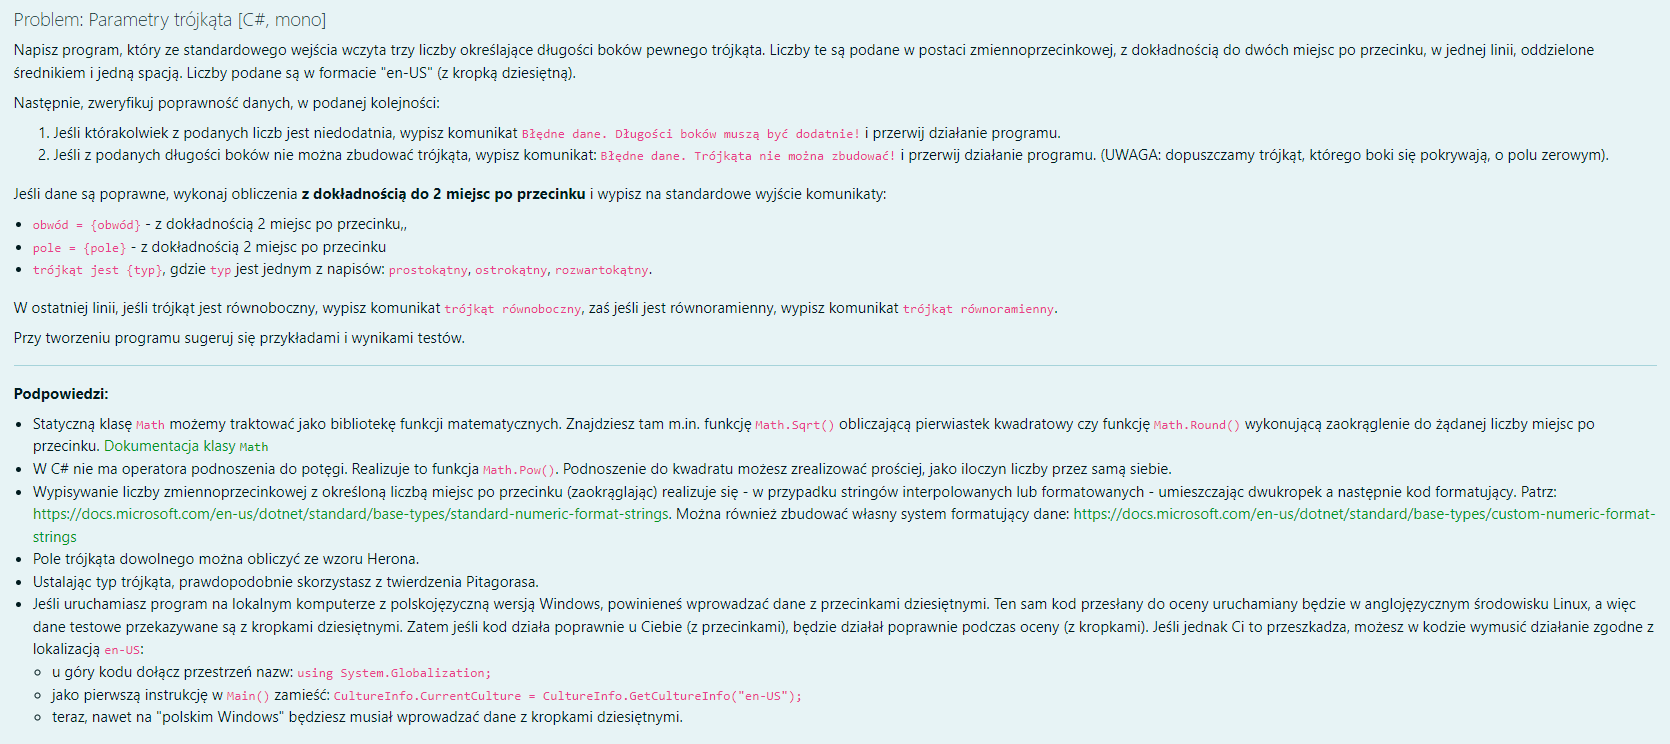 Problem: Parametry trójkąta [C#, mono]
Napisz program, który ze standardowego wejścia wczyta trzy liczby określające długości boków pewnego trójkąta. Liczby te są podane w postaci zmiennoprzecinkowej, z dokładnością do dwóch miejsc po przecinku, w jednej linii, oddzielone
średnikiem i jedną spacją. Liczby podane są w formacie "en-US" (z kropką dziesiętną).
Następnie, zweryfikuj poprawność danych, w podanej kolejności:
1. Jeśli którakolwiek z podanych liczb jest niedodatnia, wypisz komunikat Błędne dane. Długości boków muszą być dodatnie! i przerwij działanie programu.
2. Jeśli z podanych długości boków nie można zbudować trójkąta, wypisz komunikat: Błędne dane. Trójkąta nie można zbudować! i przerwij działanie programu. (UWAGA: dopuszczamy trójkąt, którego boki się pokrywają, o polu zerowym).
Jeśli dane są poprawne, wykonaj obliczenia z dokładnością do 2 miejsc po przecinku i wypisz na standardowe wyjście komunikaty:
• obwód = {obwód} - z dokładnością 2 miejsc po przecinku,,
• pole = {pole} - z dokładnością 2 miejsc po przecinku
• trójkąt jest {typ}, gdzie typ jest jednym z napisów: prostokątny, ostrokątny, rozwartokątny.
W ostatniej linii, jeśli trójkąt jest równoboczny, wypisz komunikat trójkąt równoboczny, zaś jeśli jest równoramienny, wypisz komunikat trójkąt równoramienny.
Przy tworzeniu programu sugeruj się przykładami i wynikami testów.
Podpowiedzi:
• Statyczną klasę Math możemy traktować jako bibliotekę funkcji matematycznych. Znajdziesz tam m.in. funkcję Math.Sqrt() obliczającą pierwiastek kwadratowy czy funkcję Math.Round() wykonującą zaokrąglenie do żądanej liczby miejsc po
przecinku. Dokumentacja klasy Math
• W C# nie ma operatora podnoszenia do potęgi. Realizuje to funkcja Math.Pow(). Podnoszenie do kwadratu możesz zrealizować prościej, jako iloczyn liczby przez samą siebie.
• Wypisywanie liczby zmiennoprzecinkowej z określoną liczbą miejsc po przecinku (zaokrąglając) realizuje się - w przypadku stringów interpolowanych lub formatowanych - umieszczając dwukropek a następnie kod formatujący. Patrz:
https://docs.microsoft.com/en-us/dotnet/standard/base-types/standard-numeric-format-strings. Można również zbudować własny system formatujący dane: https://docs.microsoft.com/en-us/dotnet/standard/base-types/custom-numeric-format-
strings
• Pole trójkąta dowolnego można obliczyć ze wzoru Herona.
• Ustalając typ trójkąta, prawdopodobnie skorzystasz z twierdzenia Pitagorasa.
• Jeśli uruchamiasz program na lokalnym komputerze z polskojęzyczną wersją Windows, powinieneś wprowadzać dane z przecinkami dziesiętnymi. Ten sam kod przesłany do oceny uruchamiany będzie w anglojęzycznym środowisku Linux, a więc
dane testowe przekazywane są z kropkami dziesiętnymi. Zatem jeśli kod działa poprawnie u Ciebie (z przecinkami), będzie działał poprawnie podczas oceny (z kropkami). Jeśli jednak Ci to przeszkadza, możesz w kodzie wymusić działanie zgodne z
lokalizacją en-US:
◦ u góry kodu dołącz przestrzeń nazw: using System.Globalization;
◦ jako pierwszą instrukcję w Main() zamieść: CultureInfo.CurrentCulture = CultureInfo.GetCultureInfo("en-US");
◦ teraz, nawet na "polskim Windows" będziesz musiał wprowadzać dane z kropkami dziesiętnymi.